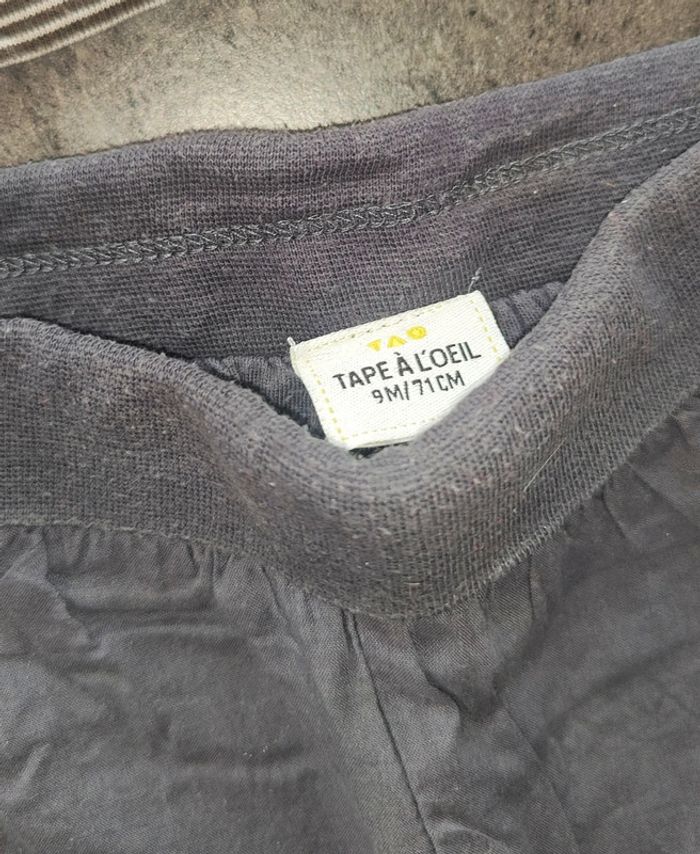 TAO
TAPE À L'OEIL
9M/71CM